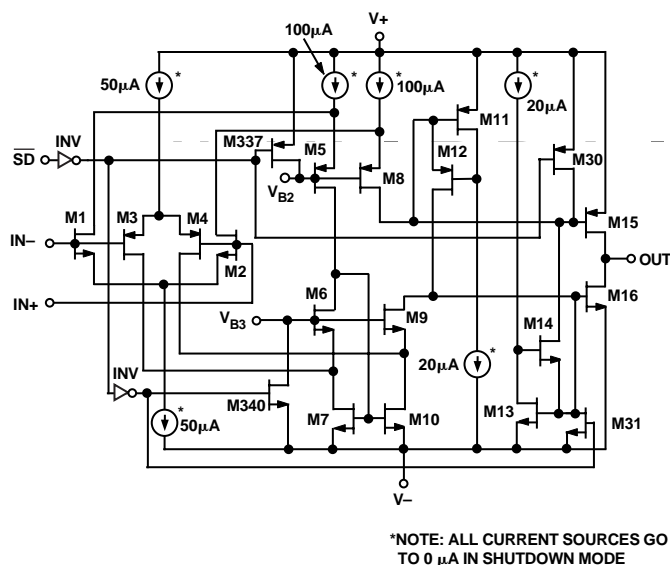 V+
100µA
50µA
*
*
*
100µA
*
20µA
INV
SD
M337
M5
M11
M12
M30
VB2
M8
M15
M1
M3
M4
IN–
OUT
M2
M6
M16
IN+
VB3
M9
M14
INV
20µA
*
M340
*
50µA
M7
M10
M13
M31
V–
*NOTE: ALL CURRENT SOURCES GO
TO 0 µA IN SHUTDOWN MODE